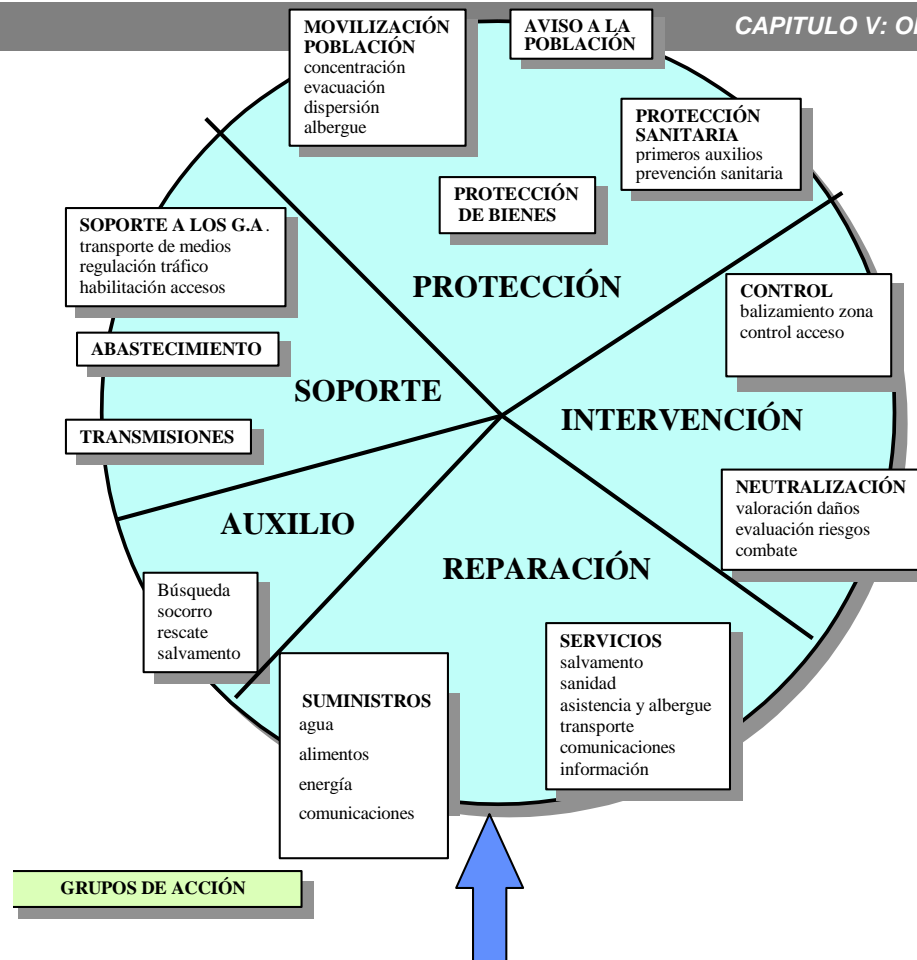 CAPITULO V:
MOVILIZACIÓN
POBLACIÓN
concentración
evacuación
dispersión
albergue
AVISO A LA
POBLACIÓN
PROTECCIÓN
SANITARIA
primeros auxilios
prevención sanitaria
PROTECCIÓN
DE BIENES
PROTECCIÓN
SOPORTE A LOS G.A.
transporte de medios
regulación tráfico
habilitación accesos
ABASTECIMIENTO
TRANSMISIONES
SOPORTE
CONTROL
balizamiento zona
control acceso
INTERVENCIÓN
NEUTRALIZACIÓN
valoración daños
evaluación riesgos
combate
AUXILIO
Búsqueda
socorro
rescate
salvamento
REPARACIÓN
SUMINISTROS
agua
alimentos
energía
comunicaciones
SERVICIOS
salvamento
sanidad
asistencia y albergue
transporte
comunicaciones
información
GRUPOS DE ACCIÓN